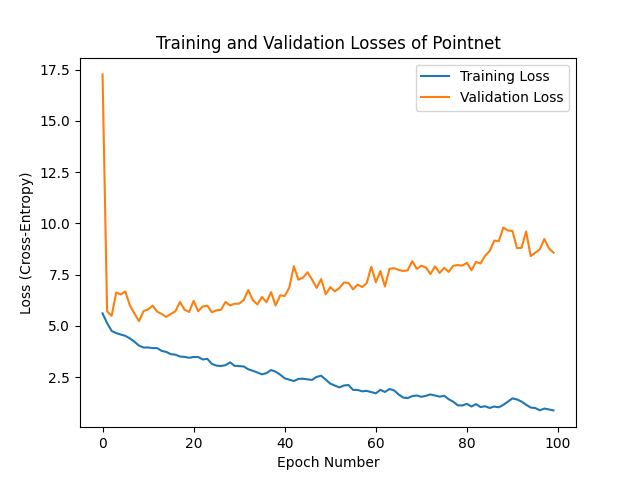 Training and Validation Losses of Pointnet
Training Loss
Validation Loss
Loss (Cross-Entropy)
17.5
15.0
12.5
10.0
7.5
5.0
2.5
0 20 40 60 80 100
Epoch Number